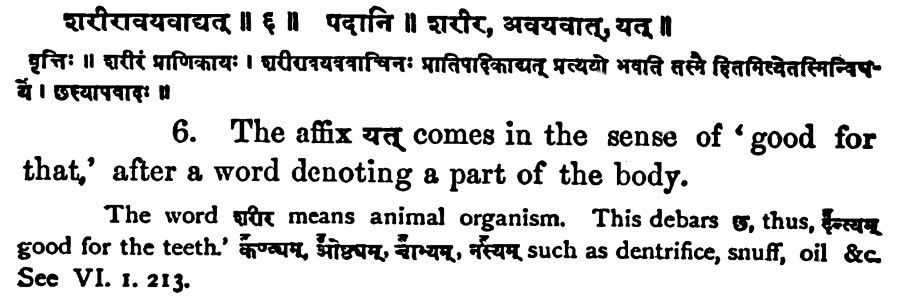 शरीरावयवाद्यत् ॥ ६ ॥ पदानि ॥ शरीर, अवयवात्, यत् ॥
वृत्तिः ॥ शरीरं प्राणिकायः । शरीरावयववाचिनः प्रातिपदिकाद्यत् प्रत्ययो भवति तस्मै हितमित्येतस्मिन्विष-
ये । छस्यापवादः ॥
6. The affix यत् comes in the sense of ‘good for
that,’ after a word denoting a part of the body.
The word शरीर means animal organism. This debars छ, thus, दन्त्यम्
good for the teeth.’ कण्ठ्यम्, ओष्ठ्यम्, नाभ्यम्, नस्यम् such as dentrifice, snuff, oil &c.
See VI. 1. 213.